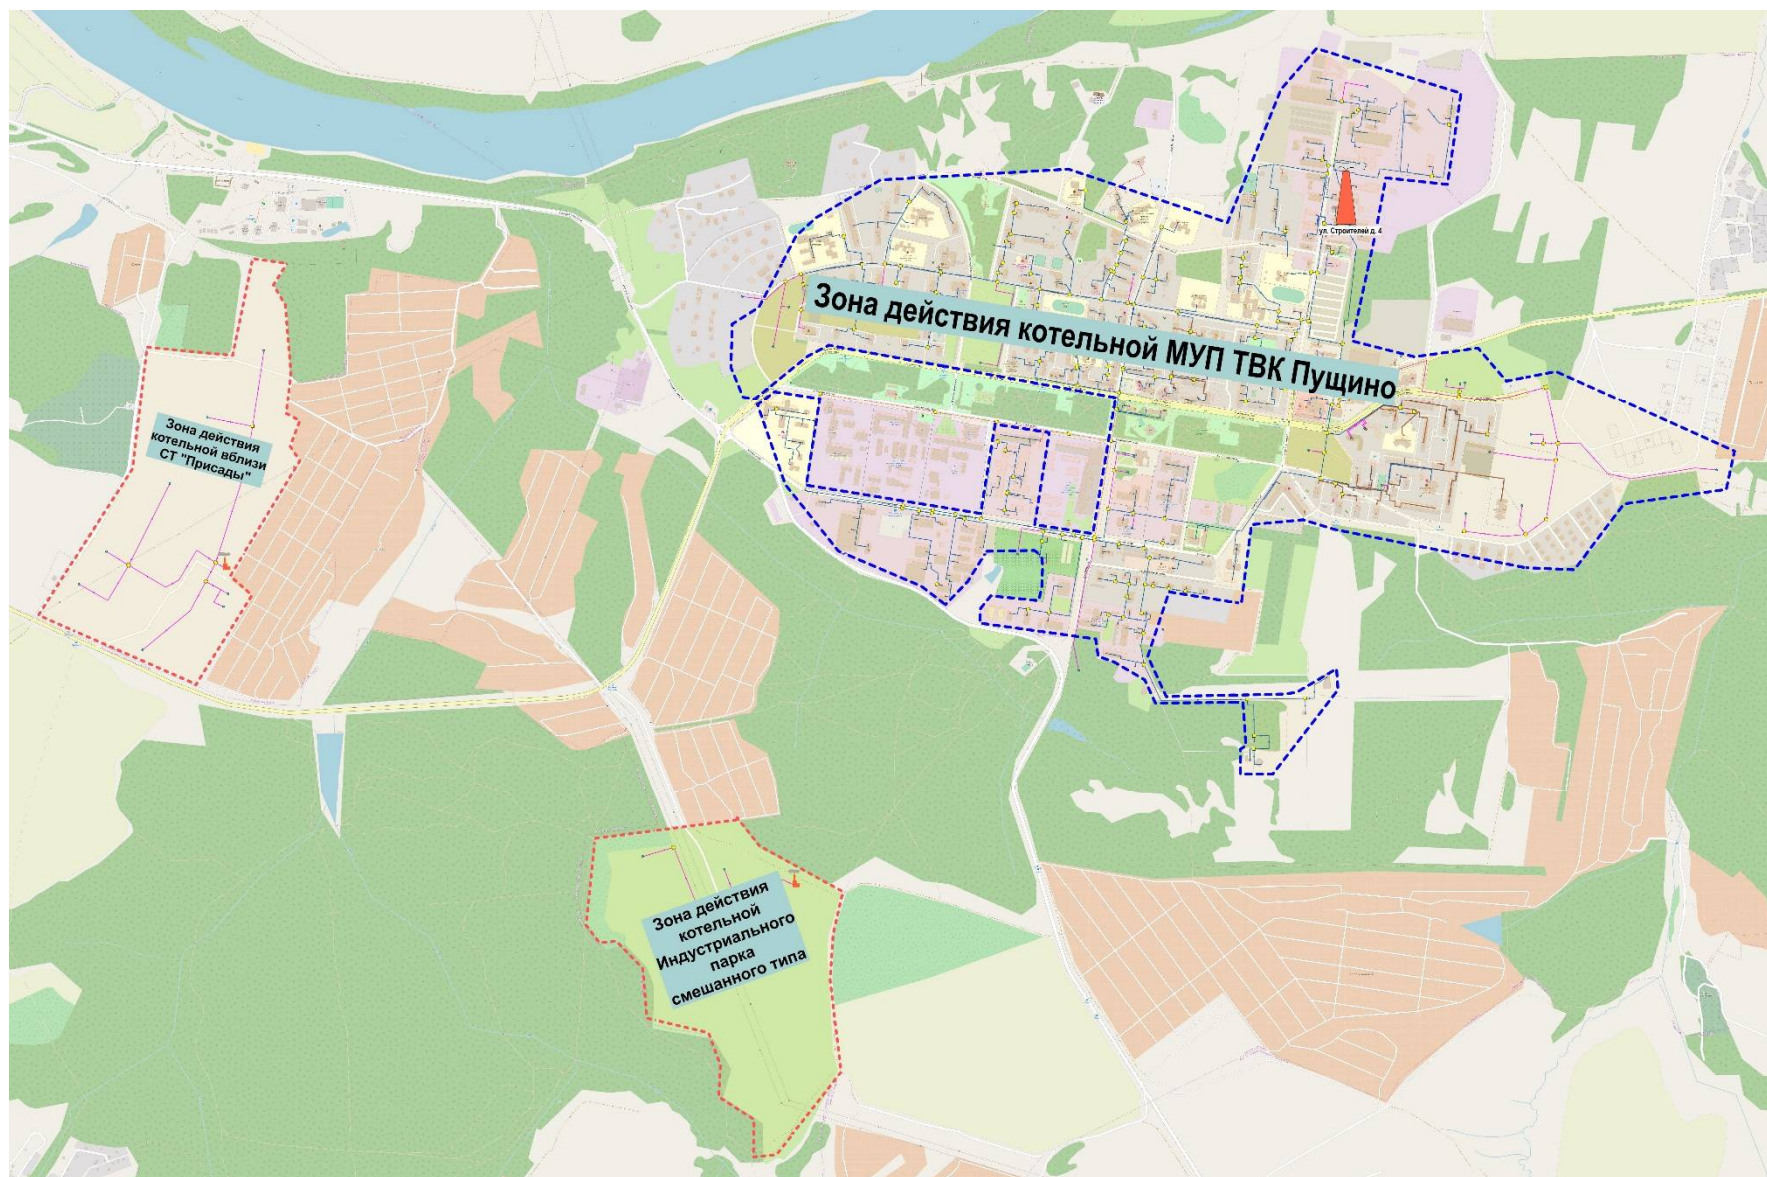 ул. Строителей д. 4
Зона действия котельной МУП ТВК Пущино
Зона действия
котельной вблизи
СТ "Присады"
Зона действия
котельной
Индустриального
парка
смешанного типа